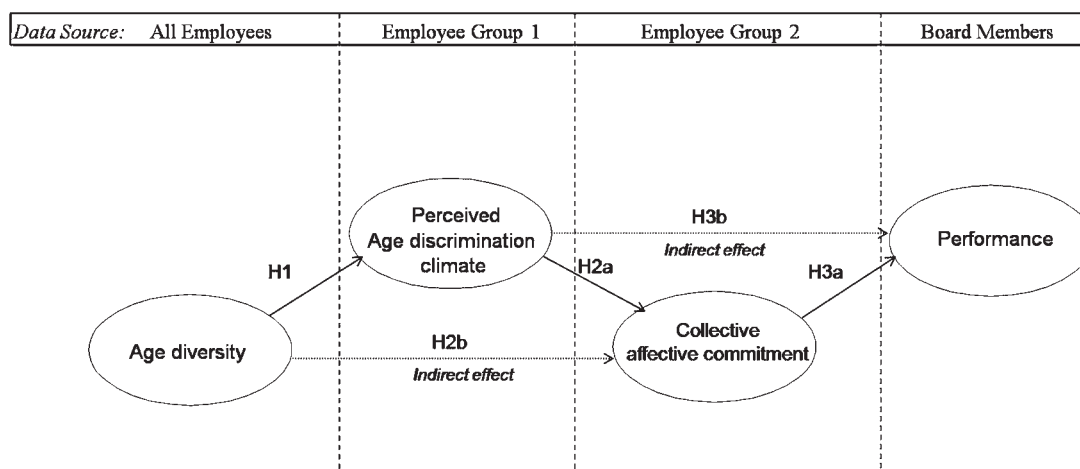 Data Source: All Employees Employee Group 1 Employee Group 2 Board Members
Perceived
Age discrimination
climate
H3b
Indirect effect
Performance
H1
H2a
H3a
Age diversity
H2b
Indirect effect
Collective
affective commitment